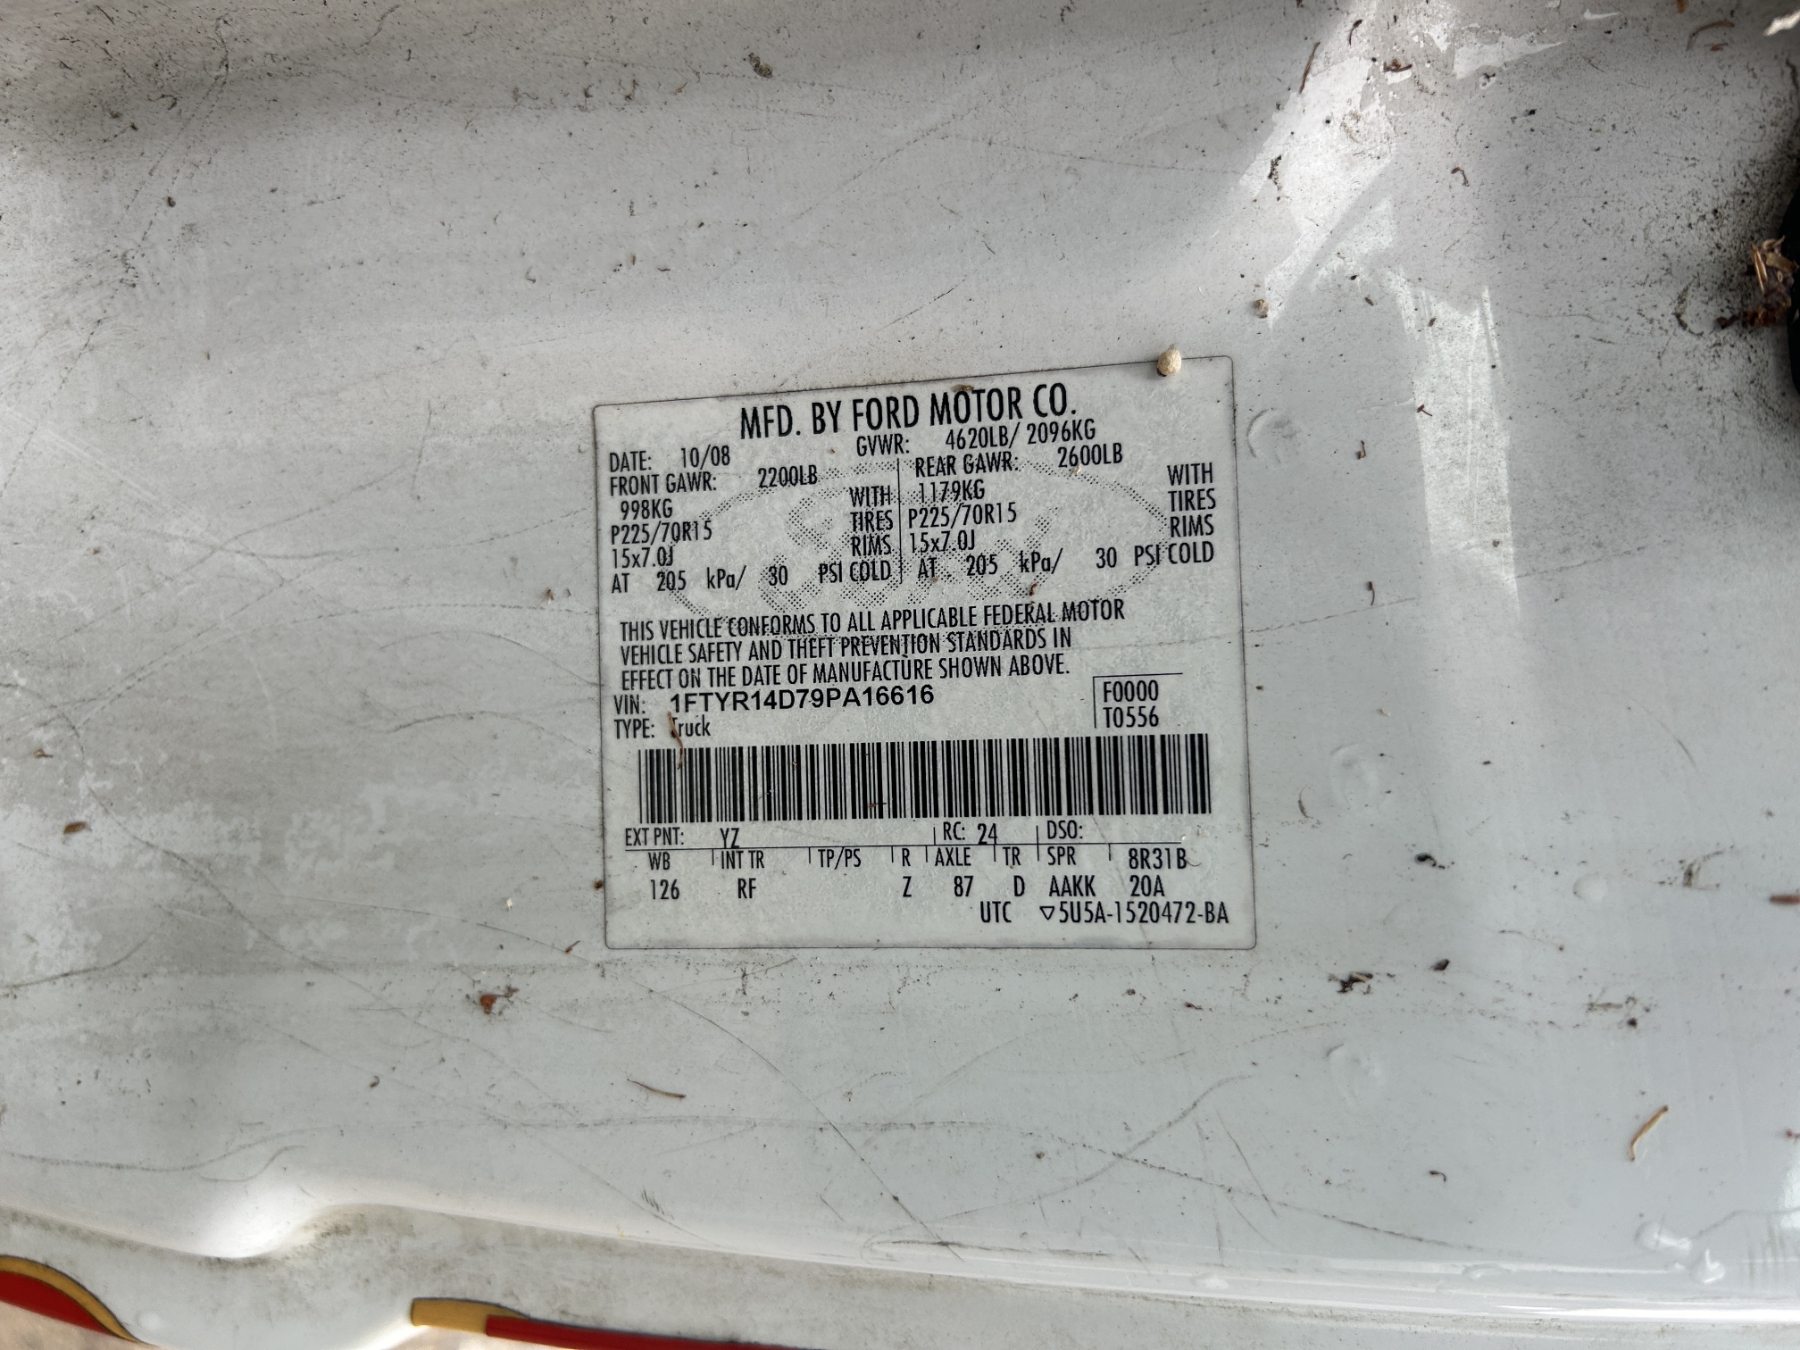 MFD. BY FORD MOTOR CO.
DATE: 10/08 GVWR: 4620LB/ 2096KG
FRONT GAWR: 2200LB REAR GAWR: 2600LB
998KG WITH 1179KG WITH
P225/70R15 TIRES P225/70R15 TIRES
15x7.0J RIMS 15x7.0J RIMS
AT 205 kPa/ 30 PSI COLD AT 205 kPa/ 30 PSI COLD
THIS VEHICLE CONFORMS TO ALL APPLICABLE FEDERAL MOTOR
VEHICLE SAFETY AND THEFT PREVENTION STANDARDS IN
EFFECT ON THE DATE OF MANUFACTURE SHOWN ABOVE.
VIN: 1FTYR14D79PA16616 F0000
TYPE: Truck T0556
EXT PNT: YZ RC: 24 DSO:
WB INT TR TP/PS R AXLE TR SPR 8R31B
126 RF Z 87 D AAKK 20A
UTC ▽5U5A-1520472-BA